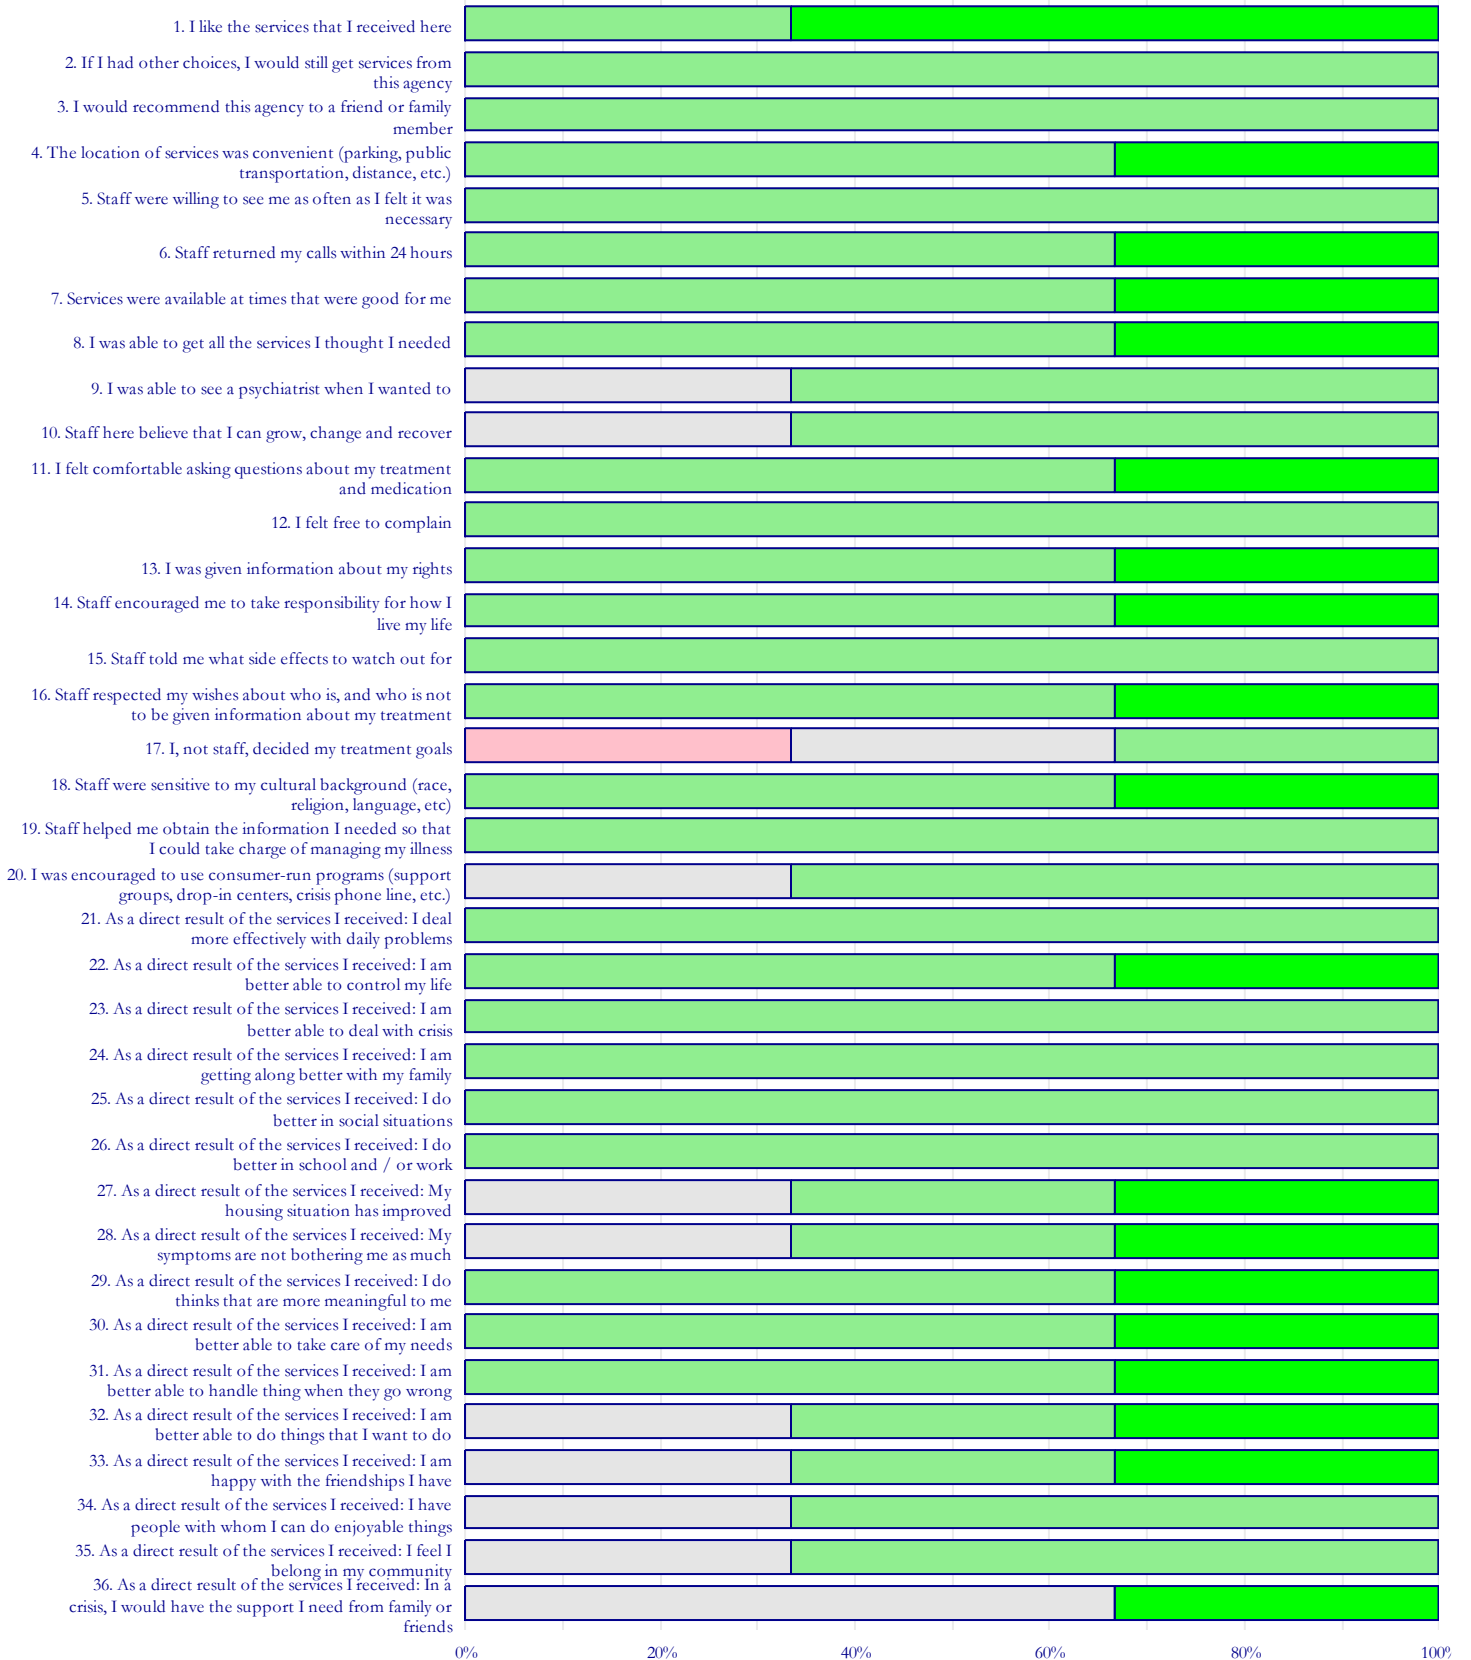 1. I like the services that I received here
2. If I had other choices, I would still get services from
this agency
3. I would recommend this agency to a friend or family
member
4. The location of services was convenient (parking, public
transportation, distance, etc.)
5. Staff were willing to see me as often as I felt it was
necessary
6. Staff returned my calls within 24 hours
7. Services were available at times that were good for me
8. I was able to get all the services I thought I needed
9. I was able to see a psychiatrist when I wanted to
10. Staff here believe that I can grow, change and recover
11. I felt comfortable asking questions about my treatment
and medication
12. I felt free to complain
13. I was given information about my rights
14. Staff encouraged me to take responsibility for how I
live my life
15. Staff told me what side effects to watch out for
16. Staff respected my wishes about who is, and who is not
to be given information about my treatment
17. I, not staff, decided my treatment goals
18. Staff were sensitive to my cultural background (race,
religion, language, etc)
19. Staff helped me obtain the information I needed so that
I could take charge of managing my illness
20. I was encouraged to use consumer-run programs (support
groups, drop-in centers, crisis phone line, etc.)
21. As a direct result of the services I received: I deal
more effectively with daily problems
22. As a direct result of the services I received: I am
better able to control my life
23. As a direct result of the services I received: I am
better able to deal with crisis
24. As a direct result of the services I received: I am
getting along better with my family
25. As a direct result of the services I received: I do
better in social situations
26. As a direct result of the services I received: I do
better in school and / or work
27. As a direct result of the services I received: My
housing situation has improved
28. As a direct result of the services I received: My
symptoms are not bothering me as much
29. As a direct result of the services I received: I do
thinks that are more meaningful to me
30. As a direct result of the services I received: I am
better able to take care of my needs
31. As a direct result of the services I received: I am
better able to handle thing when they go wrong
32. As a direct result of the services I received: I am
better able to do things that I want to do
33. As a direct result of the services I received: I am
happy with the friendships I have
34. As a direct result of the services I received: I have
people with whom I can do enjoyable things
35. As a direct result of the services I received: I feel I
belong in my community
36. As a direct result of the services I received: In a
crisis, I would have the support I need from family or
friends
0% 20% 40% 60% 80% 100%